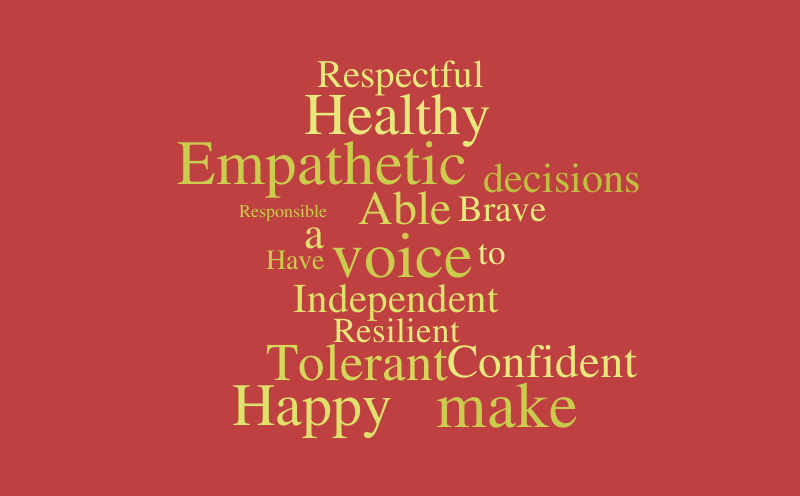 Respectful
Healthy
Empathetic decisions
Responsible Able Brave
a
Have voice to
Independent
Resilient
Tolerant Confident
Happy make